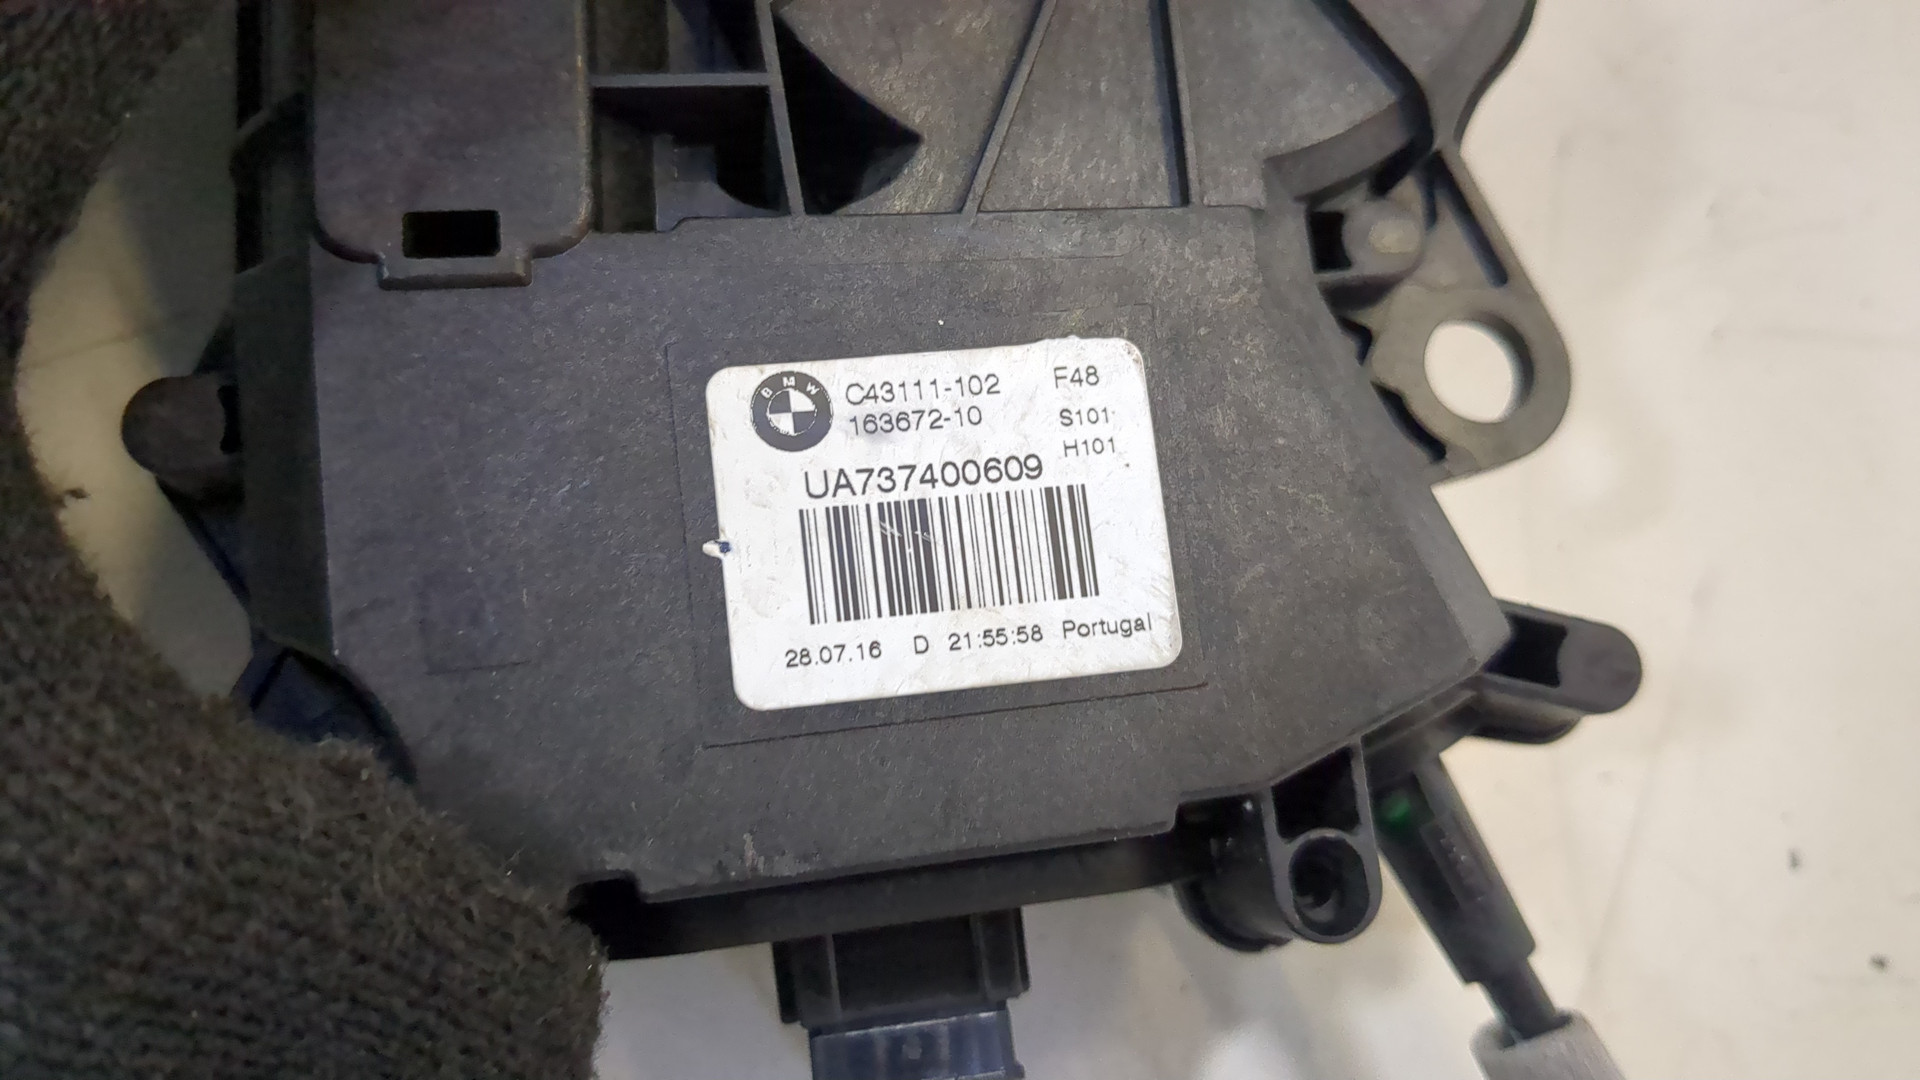 BMW
C43111-102 F48
163672-10 S101
H101
UA737400609
28.07.16 D 21:55:58 Portugal